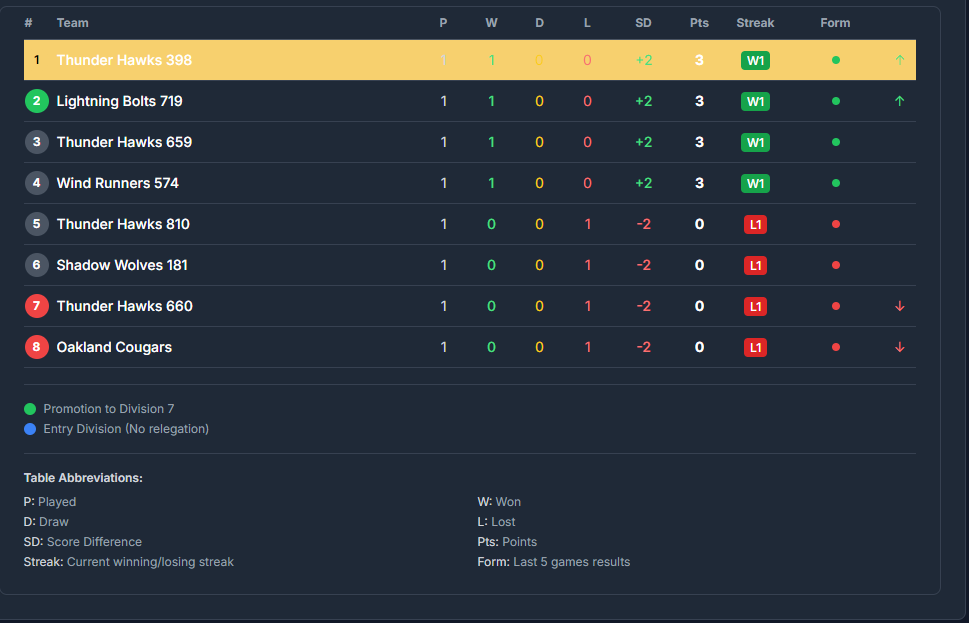 # Team P W D L SD Pts Streak Form
1 Thunder Hawks 398 1 1 0 0 +2 3 W1 ↑
2 Lightning Bolts 719 1 1 0 0 +2 3 W1 ↑
3 Thunder Hawks 659 1 1 0 0 +2 3 W1
4 Wind Runners 574 1 1 0 0 +2 3 W1
5 Thunder Hawks 810 1 0 0 1 -2 0 L1
6 Shadow Wolves 181 1 0 0 1 -2 0 L1
7 Thunder Hawks 660 1 0 0 1 -2 0 L1 ↓
8 Oakland Cougars 1 0 0 1 -2 0 L1 ↓
Promotion to Division 7
Entry Division (No relegation)
Table Abbreviations:
P: Played W: Won
D: Draw L: Lost
SD: Score Difference Pts: Points
Streak: Current winning/losing streak Form: Last 5 games results